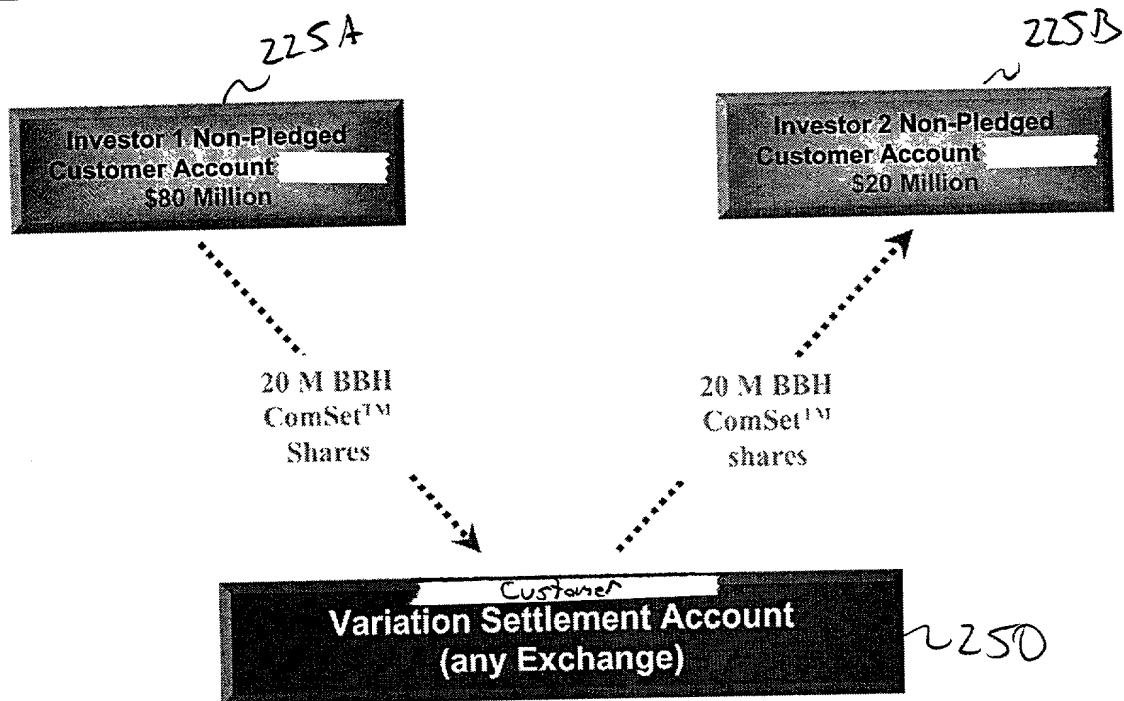 225A
225B
Investor 1 Non-Pledged
Customer Account
$80 Million
Investor 2 Non-Pledged
Customer Account
$20 Million
20 M BBH
ComSet™
Shares
20 M BBH
ComSet™
shares
Customer
Variation Settlement Account
(any Exchange)
250